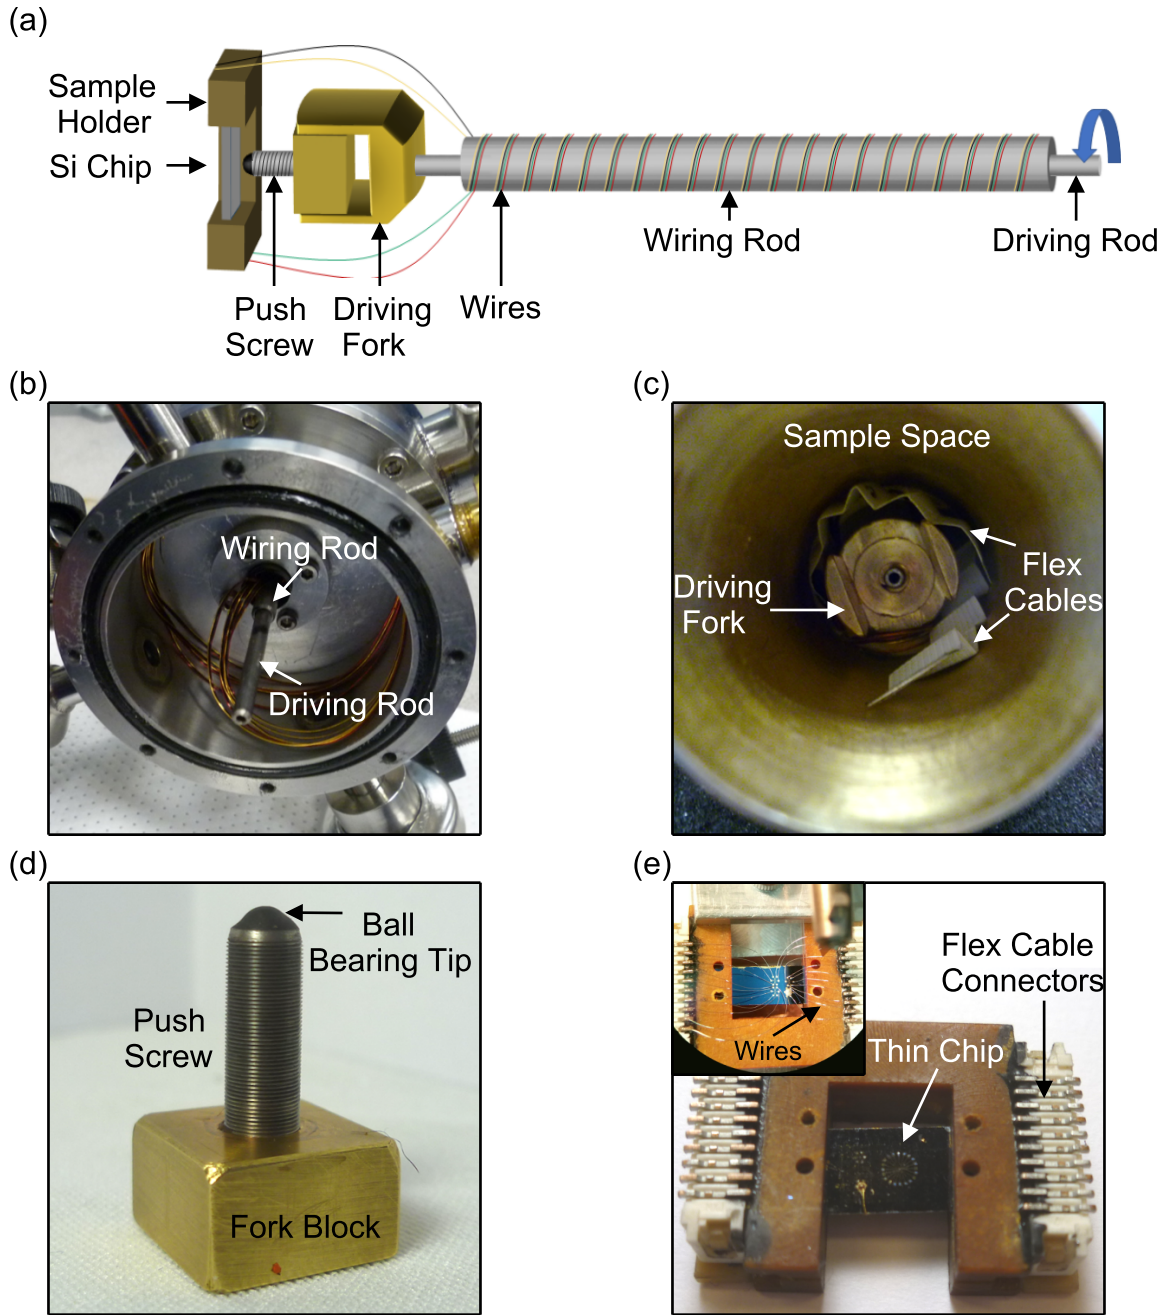 (a)
Sample
Holder
Si Chip
Push
Screw
Driving
Fork
Wires
Wiring Rod
Driving Rod
(b)
Wiring Rod
Driving Rod
(c)
Sample Space
Driving
Fork
Flex
Cables
(d)
Ball
Bearing Tip
Push
Screw
Fork Block
(e)
Flex Cable
Connectors
Wires
Thin Chip